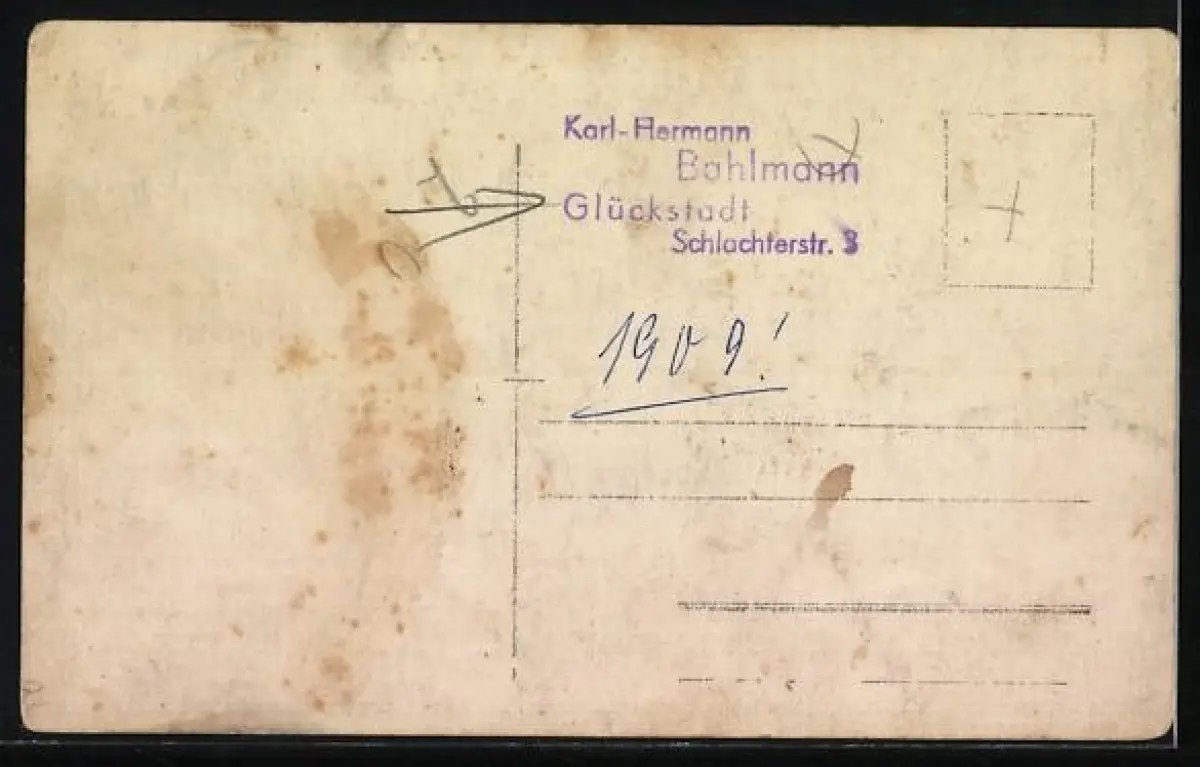 Karl-Hermann
Bahlmann
Glückstadt
Schlachterstr. 3
1909!